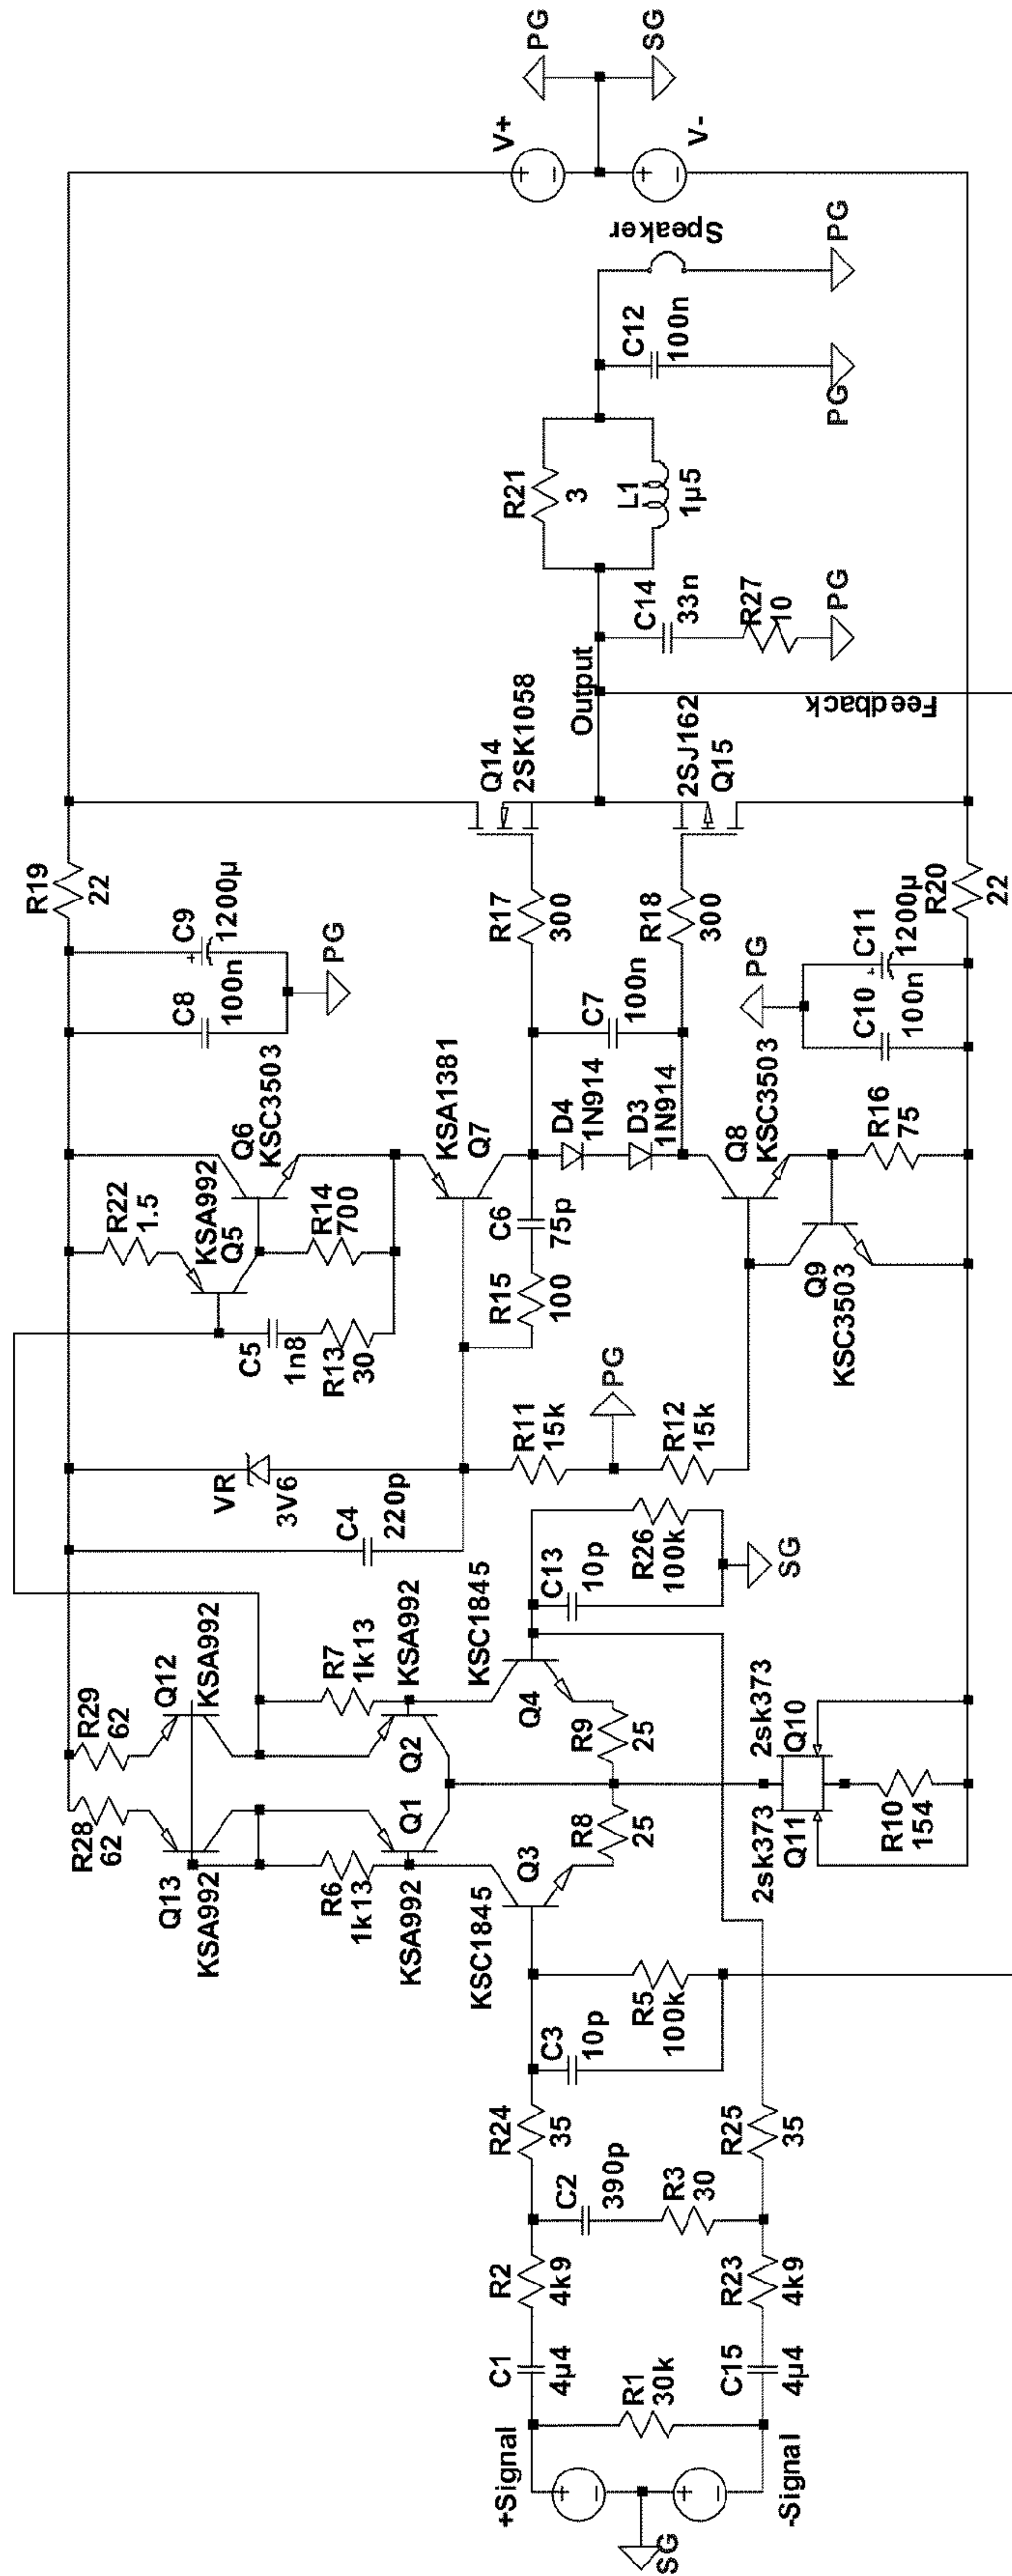 +Signal
-Signal
SG
C1
4µ4
R1
30k
C15
4µ4
R2
4k9
R23
4k9
C2
390p
R3
30
R24
35
R25
35
C3
10p
R5
100k
KSC1845
Q3
R8
25
R9
25
Q4
KSC1845
R28
62
R29
62
Q13
KSA992
Q12
KSA992
R6
1k13
R7
1k13
KSA992
Q1
Q2
KSA992
2sk373
Q11
2sk373
Q10
R10
154
C13
10p
R26
100k
SG
C4
220p
VR
3V6
R11
15k
PG
R12
15k
C5
1n8
R13
30
R22
1.5
KSA992
Q5
Q6
KSC3503
R14
700
KSA1381
Q7
R15
100
C6
75p
D4
1N914
D3
1N914
C7
100n
Q8
KSC3503
Q9
KSC3503
R16
75
C8
100n
C9
+
1200µ
PG
R19
22
R17
300
R18
300
PG
C10
100n
C11
+
1200µ
R20
22
Q14
2SK1058
2SJ162
Q15
Output
Feedback
C14
33n
R27
10
PG
R21
3
L1
1µ5
C12
100n
PG
Speaker
PG
V+
V-
PG
SG